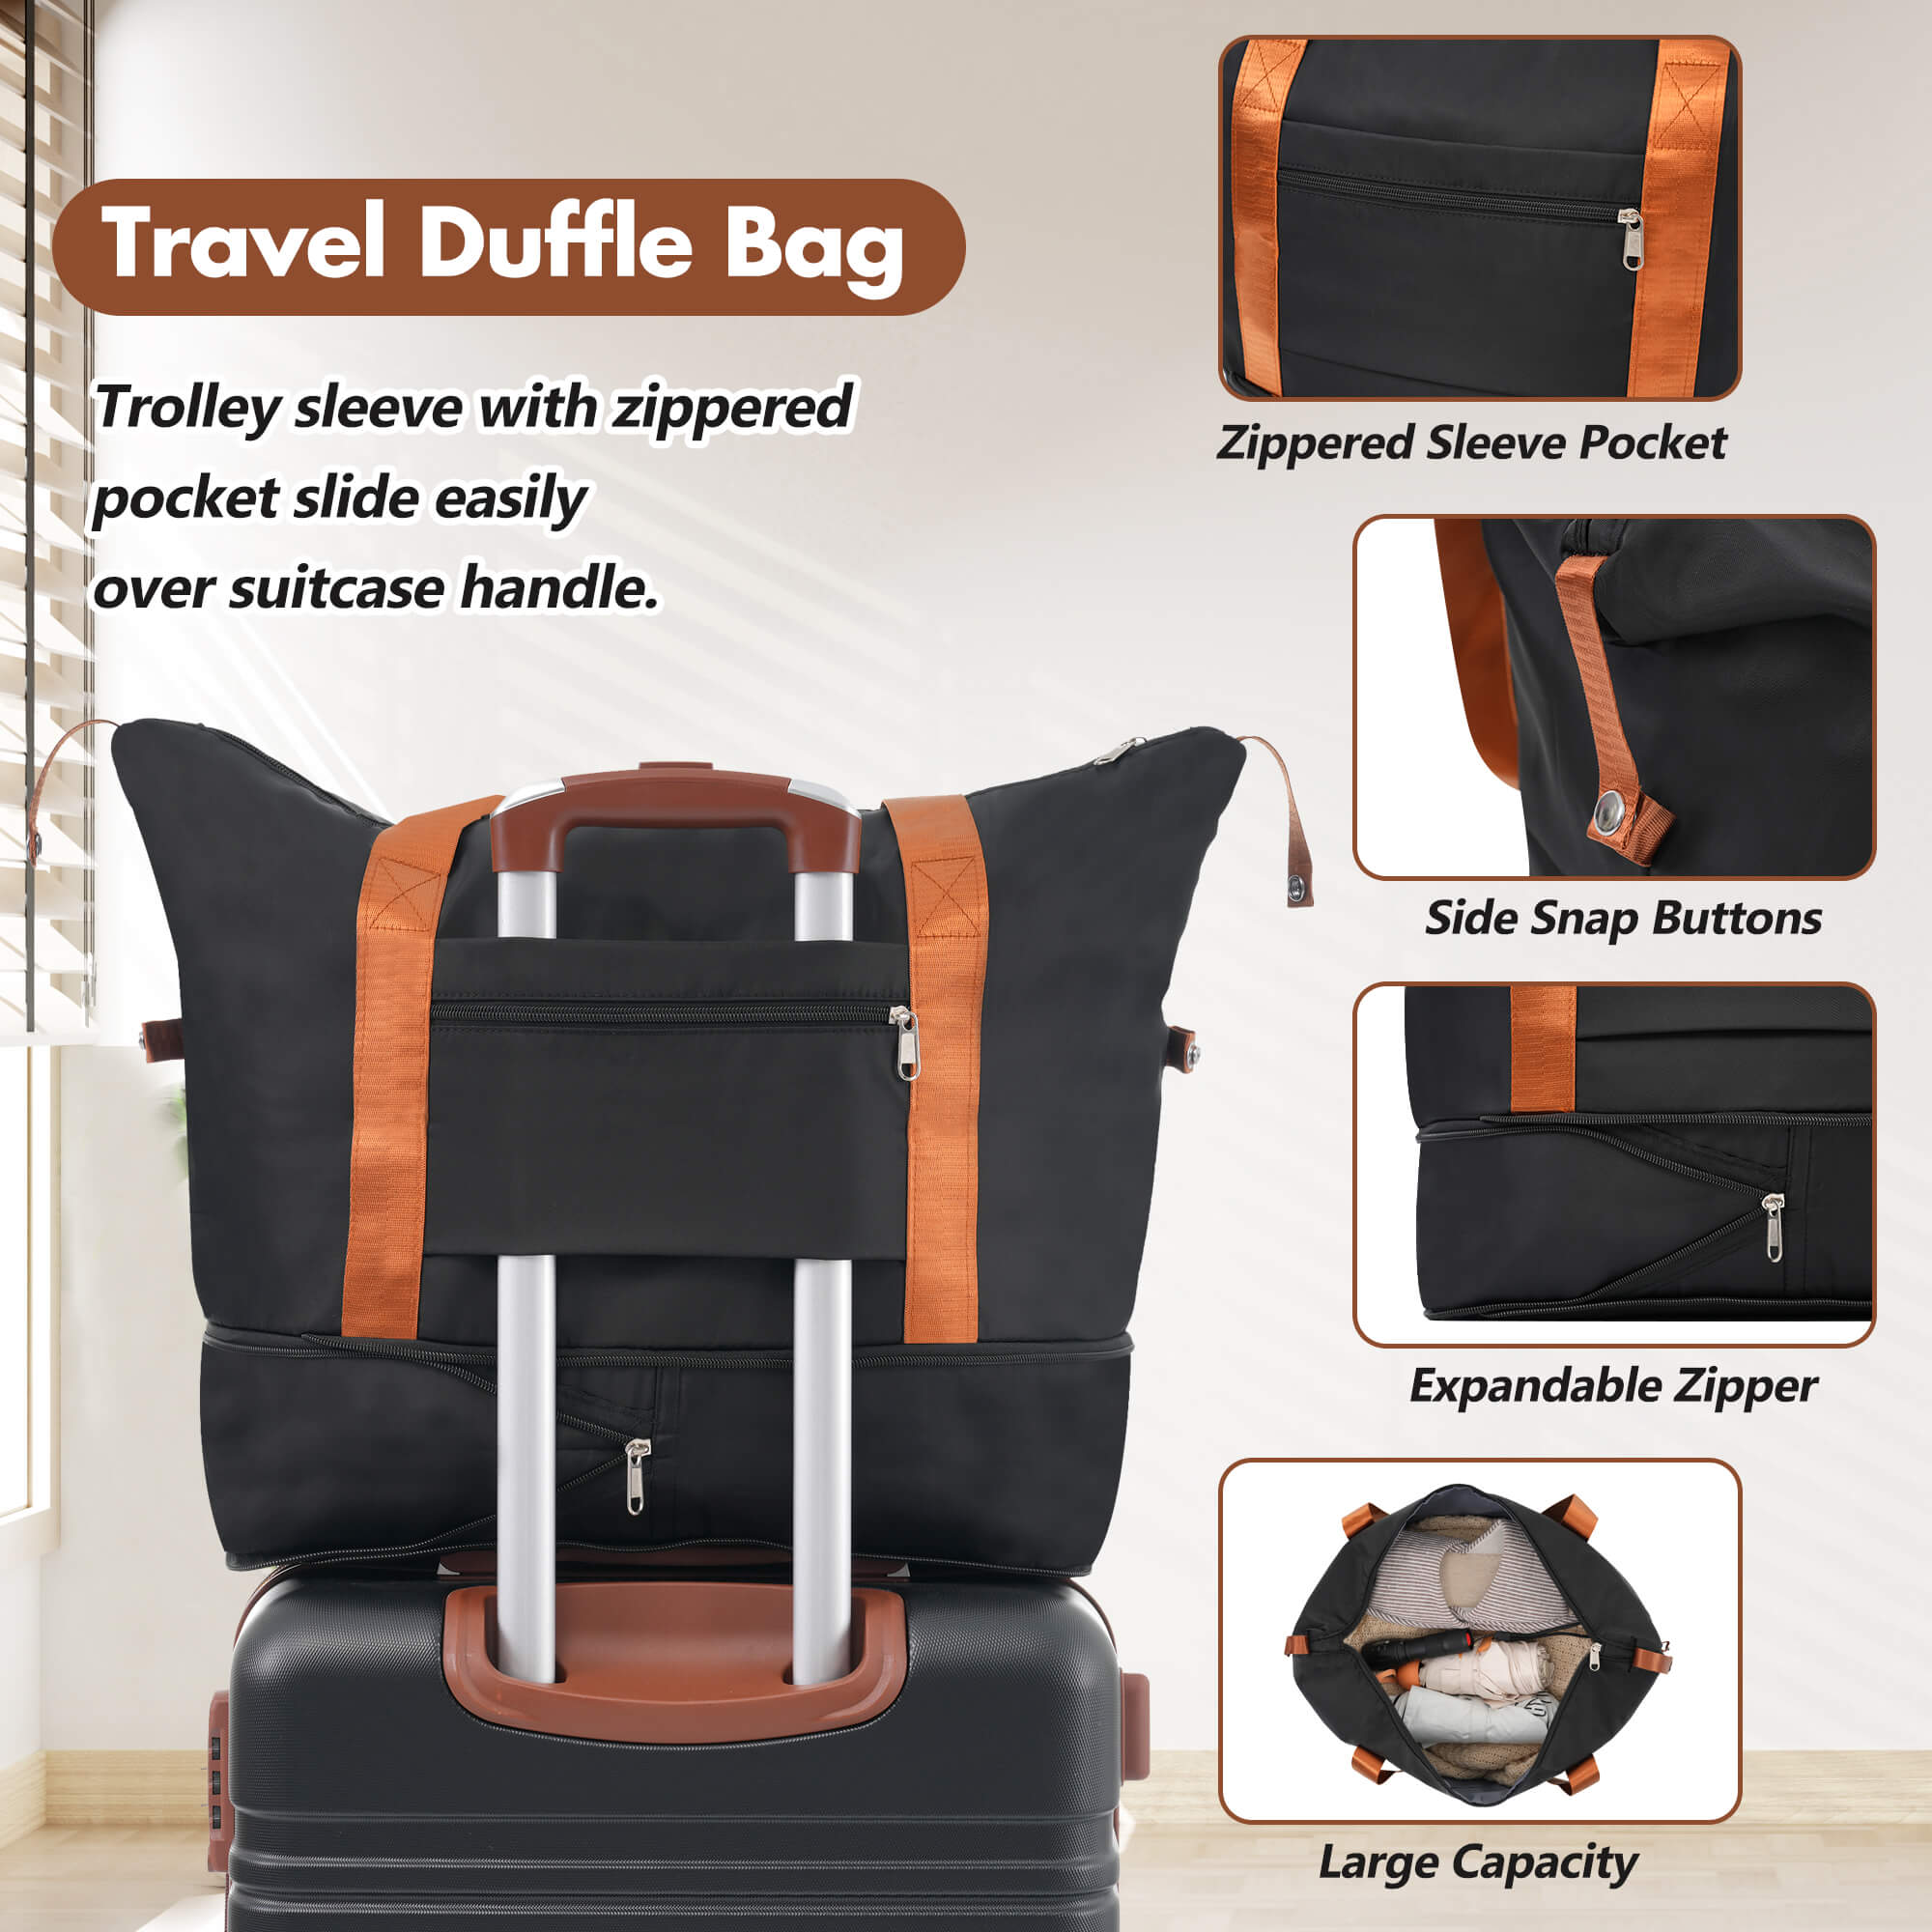 Travel Duffle Bag
Trolley sleeve with zippered
pocket slide easily
over suitcase handle.
Zippered Sleeve Pocket
Side Snap Buttons
Expandable Zipper
Large Capacity